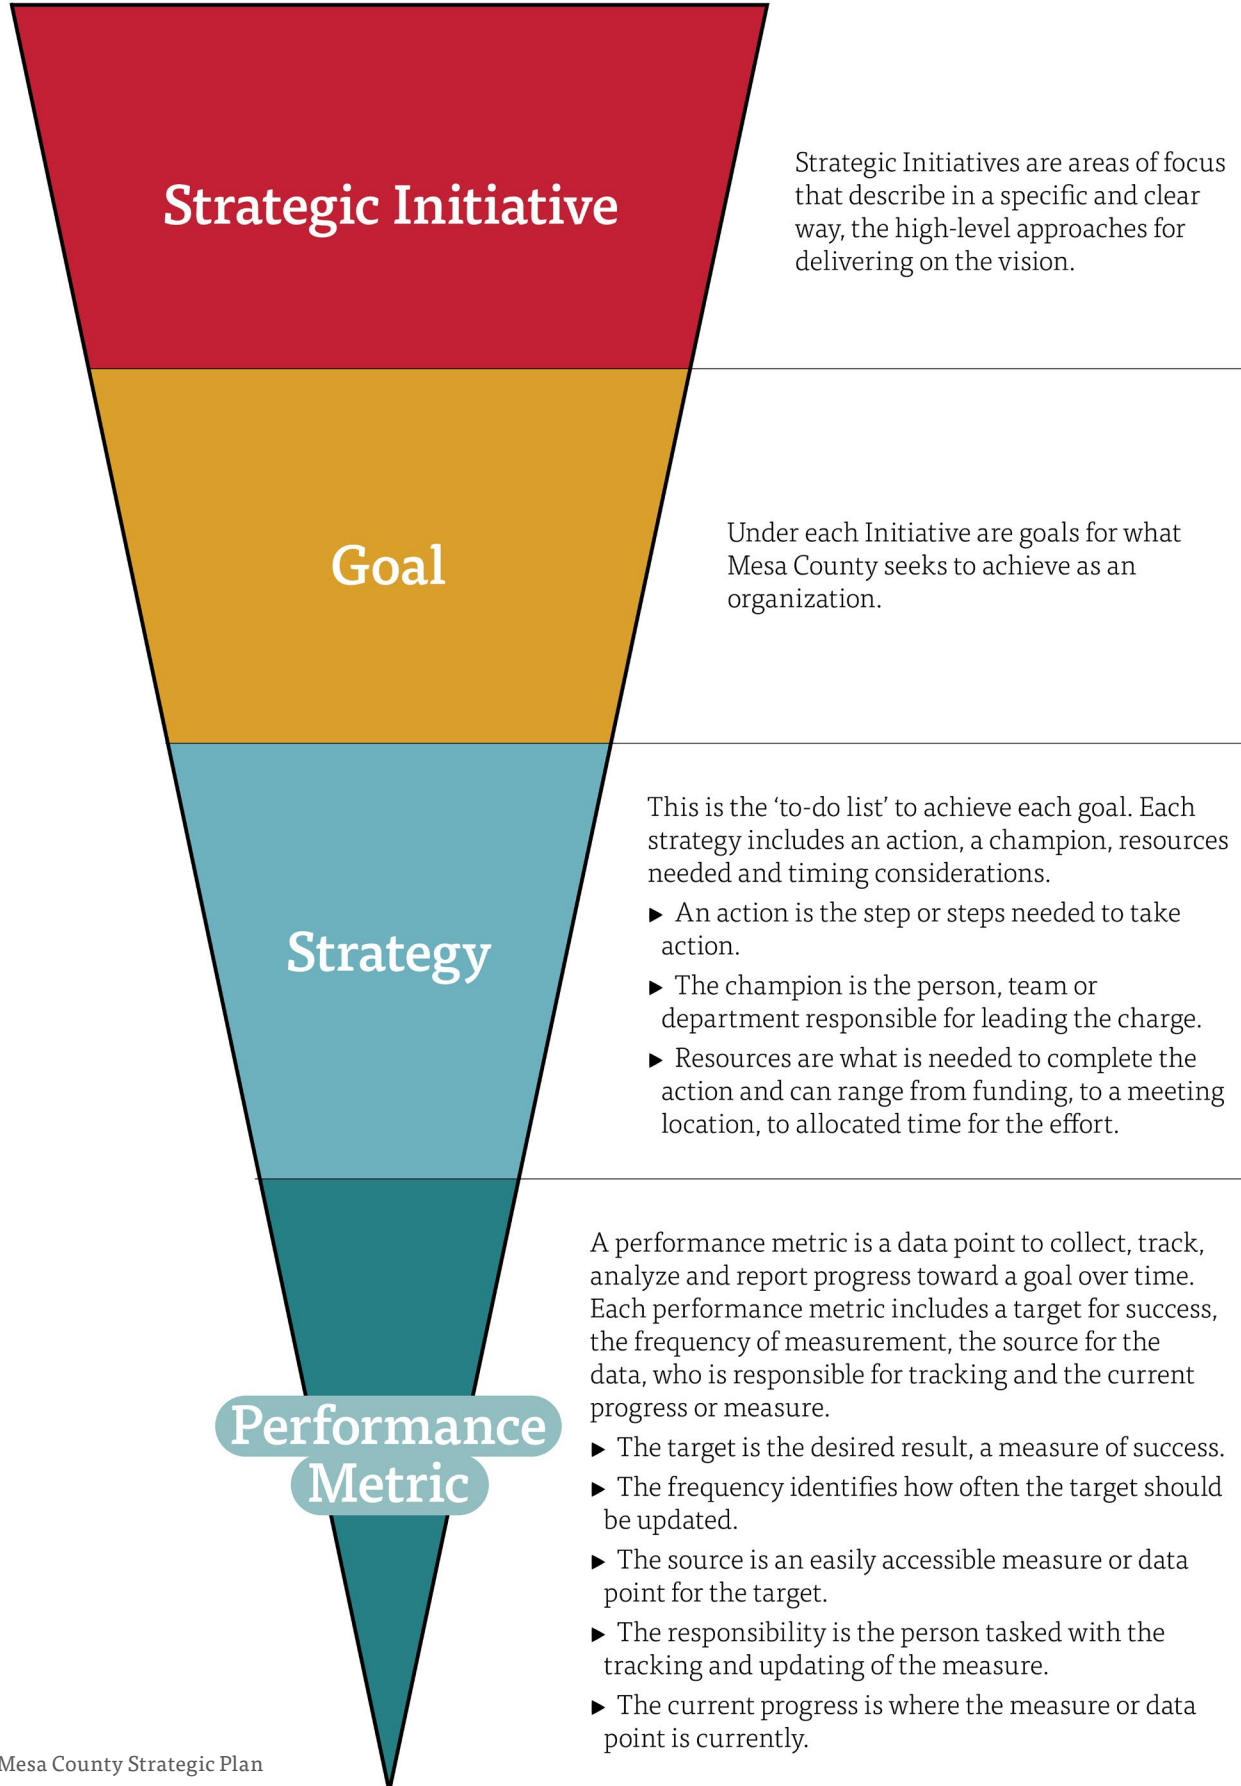 Strategic Initiative
Strategic Initiatives are areas of focus
that describe in a specific and clear
way, the high-level approaches for
delivering on the vision.
Goal
Under each Initiative are goals for what
Mesa County seeks to achieve as an
organization.
Strategy
This is the ‘to-do list’ to achieve each goal. Each
strategy includes an action, a champion, resources
needed and timing considerations.
▶ An action is the step or steps needed to take
action.
▶ The champion is the person, team or
department responsible for leading the charge.
▶ Resources are what is needed to complete the
action and can range from funding, to a meeting
location, to allocated time for the effort.
Performance
Metric
A performance metric is a data point to collect, track,
analyze and report progress toward a goal over time.
Each performance metric includes a target for success,
the frequency of measurement, the source for the
data, who is responsible for tracking and the current
progress or measure.
▶ The target is the desired result, a measure of success.
▶ The frequency identifies how often the target should
be updated.
▶ The source is an easily accessible measure or data
point for the target.
▶ The responsibility is the person tasked with the
tracking and updating of the measure.
▶ The current progress is where the measure or data
point is currently.
Mesa County Strategic Plan